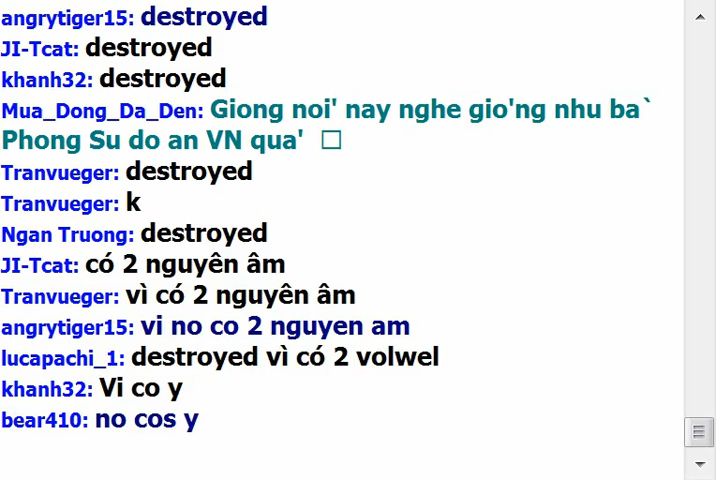 angrytiger15: destroyed
JI-Tcat: destroyed
khanh32: destroyed
Mua_Dong_Da_Den: Giong noi' nay nghe gio'ng nhu ba`
Phong Su do an VN qua' □
Tranvueger: destroyed
Tranvueger: k
Ngan Truong: destroyed
JI-Tcat: có 2 nguyên âm
Tranvueger: vì có 2 nguyên âm
angrytiger15: vi no co 2 nguyen am
lucapachi_1: destroyed vì có 2 volwel
khanh32: Vi co y
bear410: no cos y